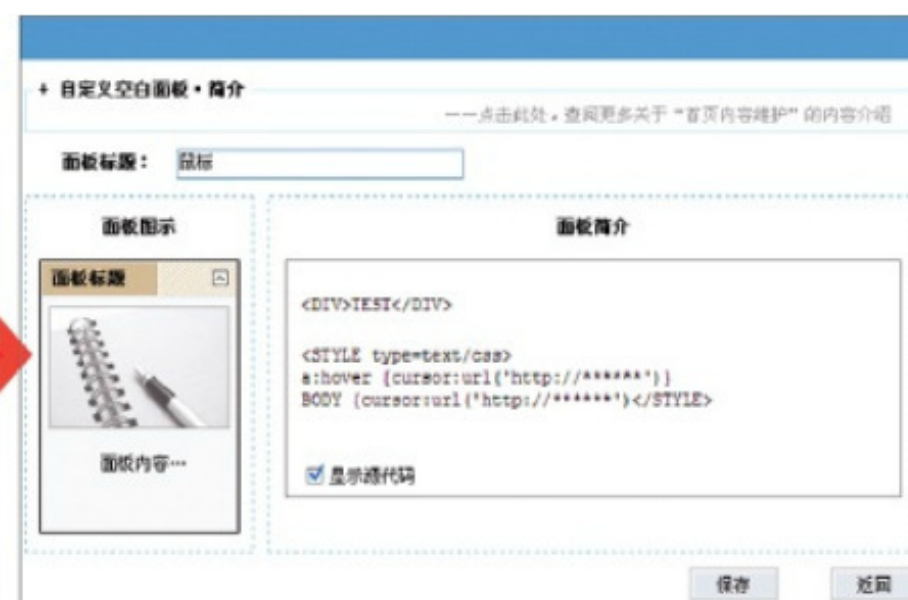 + 自定义空白面板·简介
——点击此处，查阅更多关于 "首页内容维护" 的内容介绍
面板标题： 鼠标
面板图示
面板简介
面板标题
面板内容…
<DIV>TEST</DIV>
<STYLE type=text/css>
a:hover {cursor:url('http://******')}
BODY {cursor:url('http://******')</STYLE>
显示源代码
保存 返回